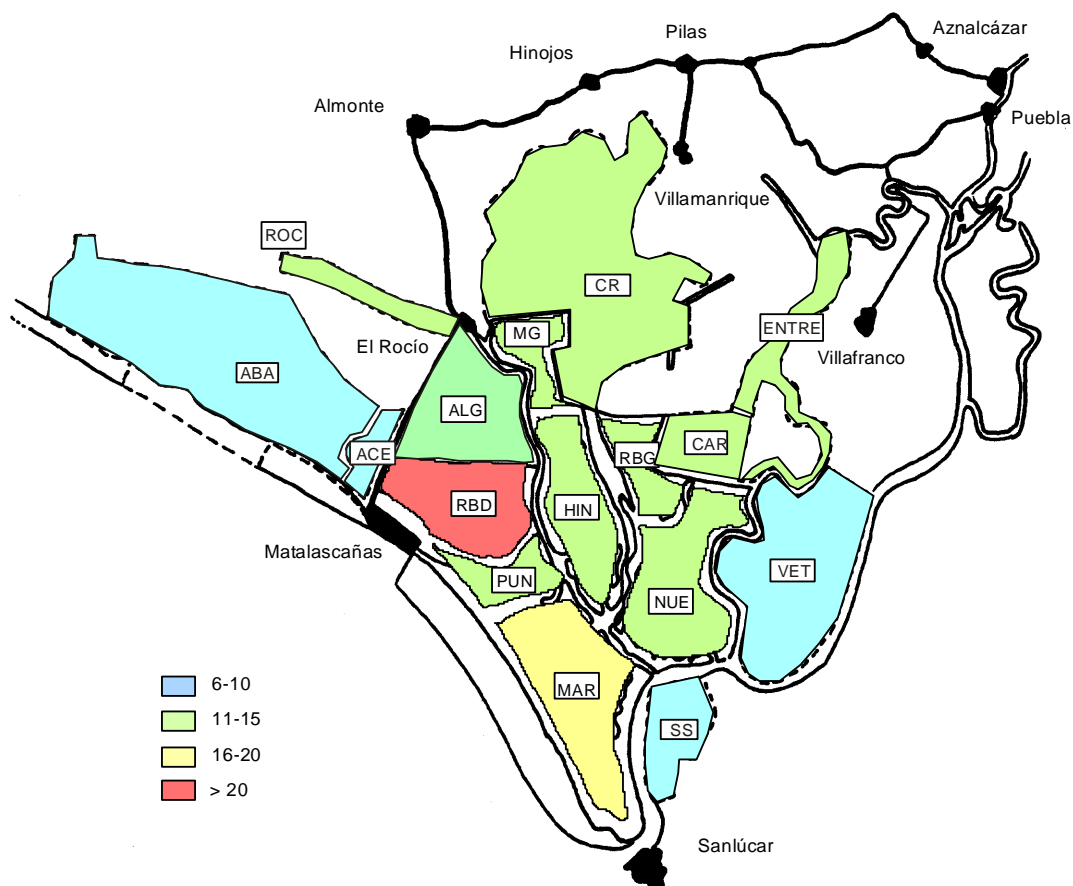 Aznalcázar
Pilas
Hinojos
Almonte
Puebla
Villamanrique
ROC
CR
ENTRE
MG
El Rocío
Villafranco
ABA
ALG
CAR
ACE
RBG
RBD
HIN
Matalascañas
VET
PUN
NUE
MAR
6-10
11-15
SS
16-20
> 20
Sanlúcar